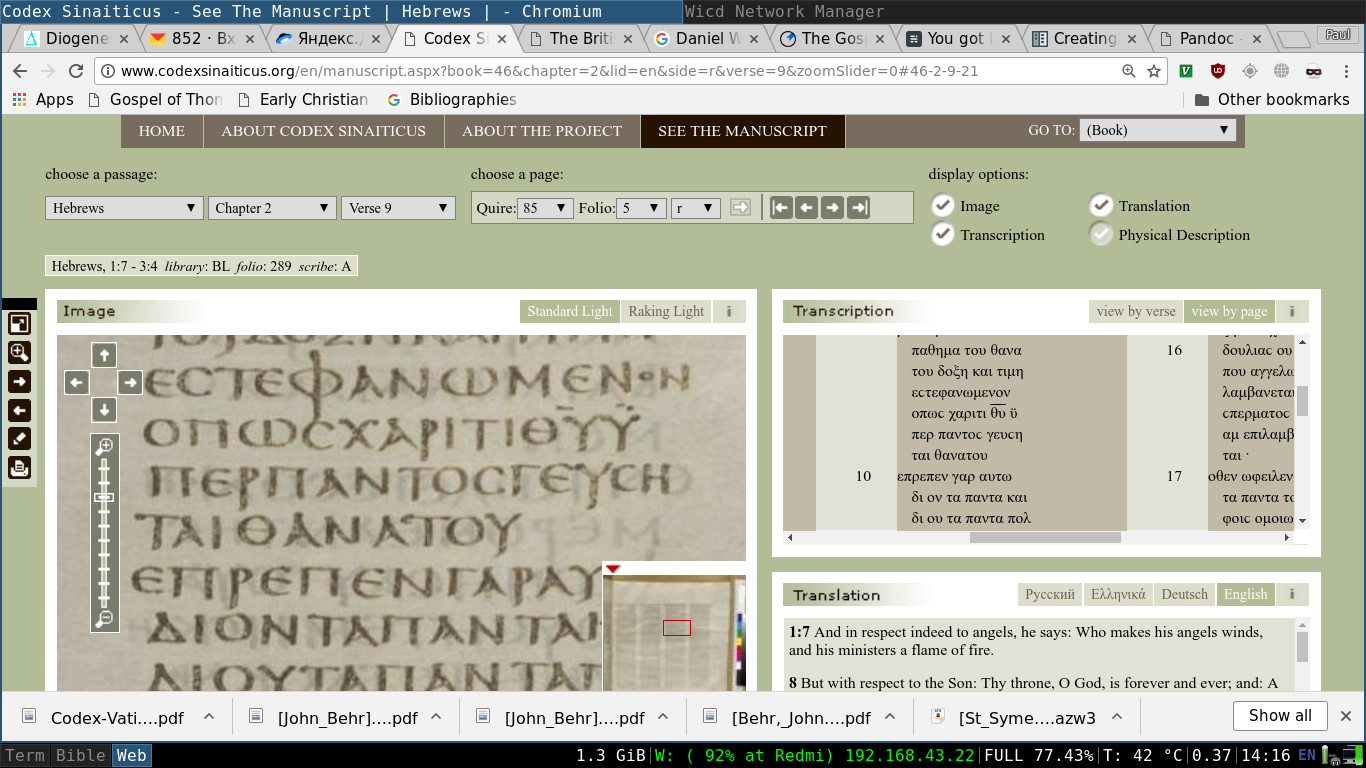 Codex Sinaiticus - See The Manuscript | Hebrews | - Chromium
Wicd Network Manager
Diogene
852 · Вх
Яндекс.
Codex Si
The Briti
Daniel
The Gos
You got
Creating
Pandoc -
Paul
www.codexsinaiticus.org/en/manuscript.aspx?book=46&chapter=2&lid=en&side=r&verse=9&zoomSlider=0#46-2-9-21
Apps
Gospel of Thon
Early Christian
Bibliographies
Other bookmarks
HOME
ABOUT CODEX SINAITICUS
ABOUT THE PROJECT
SEE THE MANUSCRIPT
GO TO:
(Book)
choose a passage:
choose a page:
display options:
Hebrews
Chapter 2
Verse 9
Quire: 85
Folio: 5
r
Image
Translation
Transcription
Physical Description
Hebrews, 1:7 - 3:4 library: BL folio: 289 scribe: A
Image
Standard Light
Raking Light
i
ΕϹΤΕΦΑΝΩΜΕΝΟΝ
ΟΠΩϹΧΑΡΙΤΙΘΥΫ
ΠΕΡΠΑΝΤΟϹΓΕΥϹΗ
ΤΑΙΘΑΝΑΤΟΥ
ΕΠΡΕΠΕΝΓΑΡΑΥ
ΔΙΟΝΤΑΠΑΝΤΑΙ
ΔΙΟΥΤΑΠΑΝΤΑΠ
Transcription
view by verse
view by page
i
παθημα του θανα
του δοξη και τιμη
εϲτεφανωμενον
οπωϲ χαριτι θ̅υ̅ ϋ
περ παντοϲ γευϲη
ται θανατου
10 επρεπεν γαρ αυτω
δι ον τα παντα και
δι ου τα παντα πολ
16 δουλιαϲ ου
που αγγελω
λαμβανεται
ϲπερματοϲ
αμ επιλαμβ
ται ·
17 οθεν ωφειλεν
τα παντα το
φοιϲ ομοιω
Translation
Русский
Ελληνικά
Deutsch
English
i
1:7 And in respect indeed to angels, he says: Who makes his angels winds,
and his ministers a flame of fire.
8 But with respect to the Son: Thy throne, O God, is forever and ever; and: A
Codex-Vati....pdf
[John_Behr]....pdf
[John_Behr]....pdf
[Behr,_John....pdf
[St_Syme....azw3
Show all
Term Bible Web
1.3 GiB|W: ( 92% at Redmi) 192.168.43.22|FULL 77.43%|T: 42 °C|0.37|14:16 EN